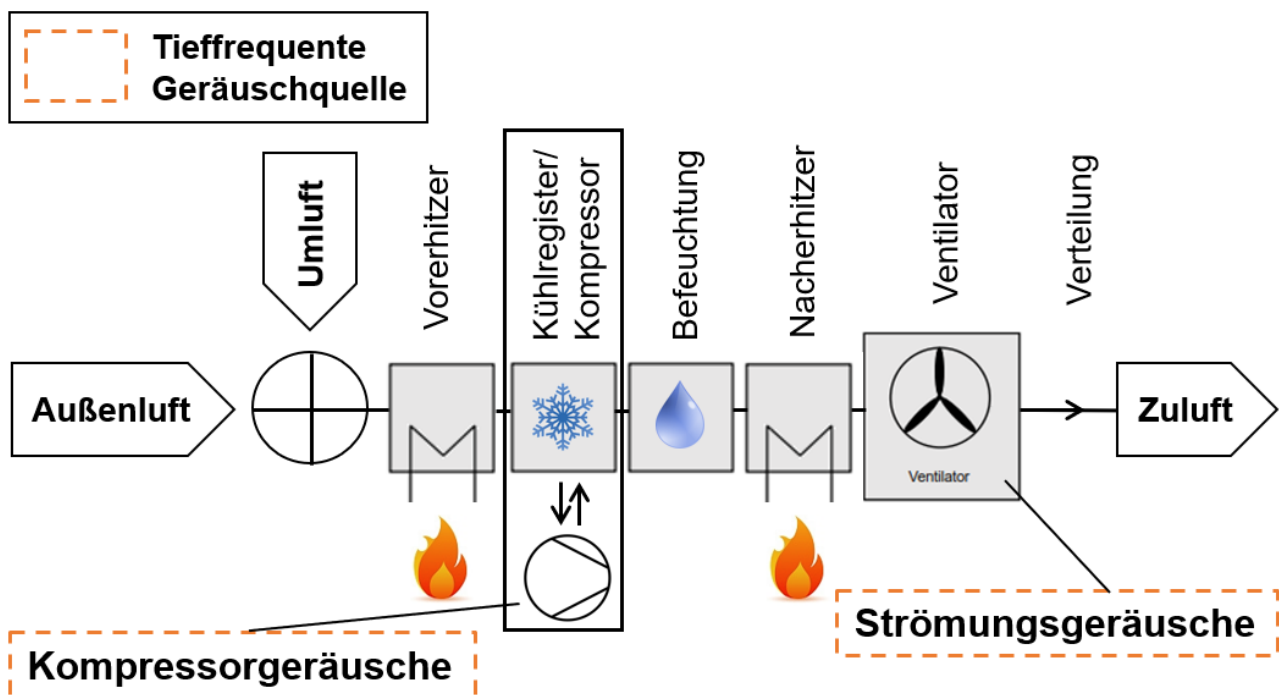 Tieffrequente
Geräuschquelle
Umluft
Vorerhitzer
Kühlregister/
Kompressor
Befeuchtung
Nacherhitzer
Ventilator
Verteilung
Außenluft
Ventilator
Zuluft
Kompressorgeräusche
Strömungsgeräusche